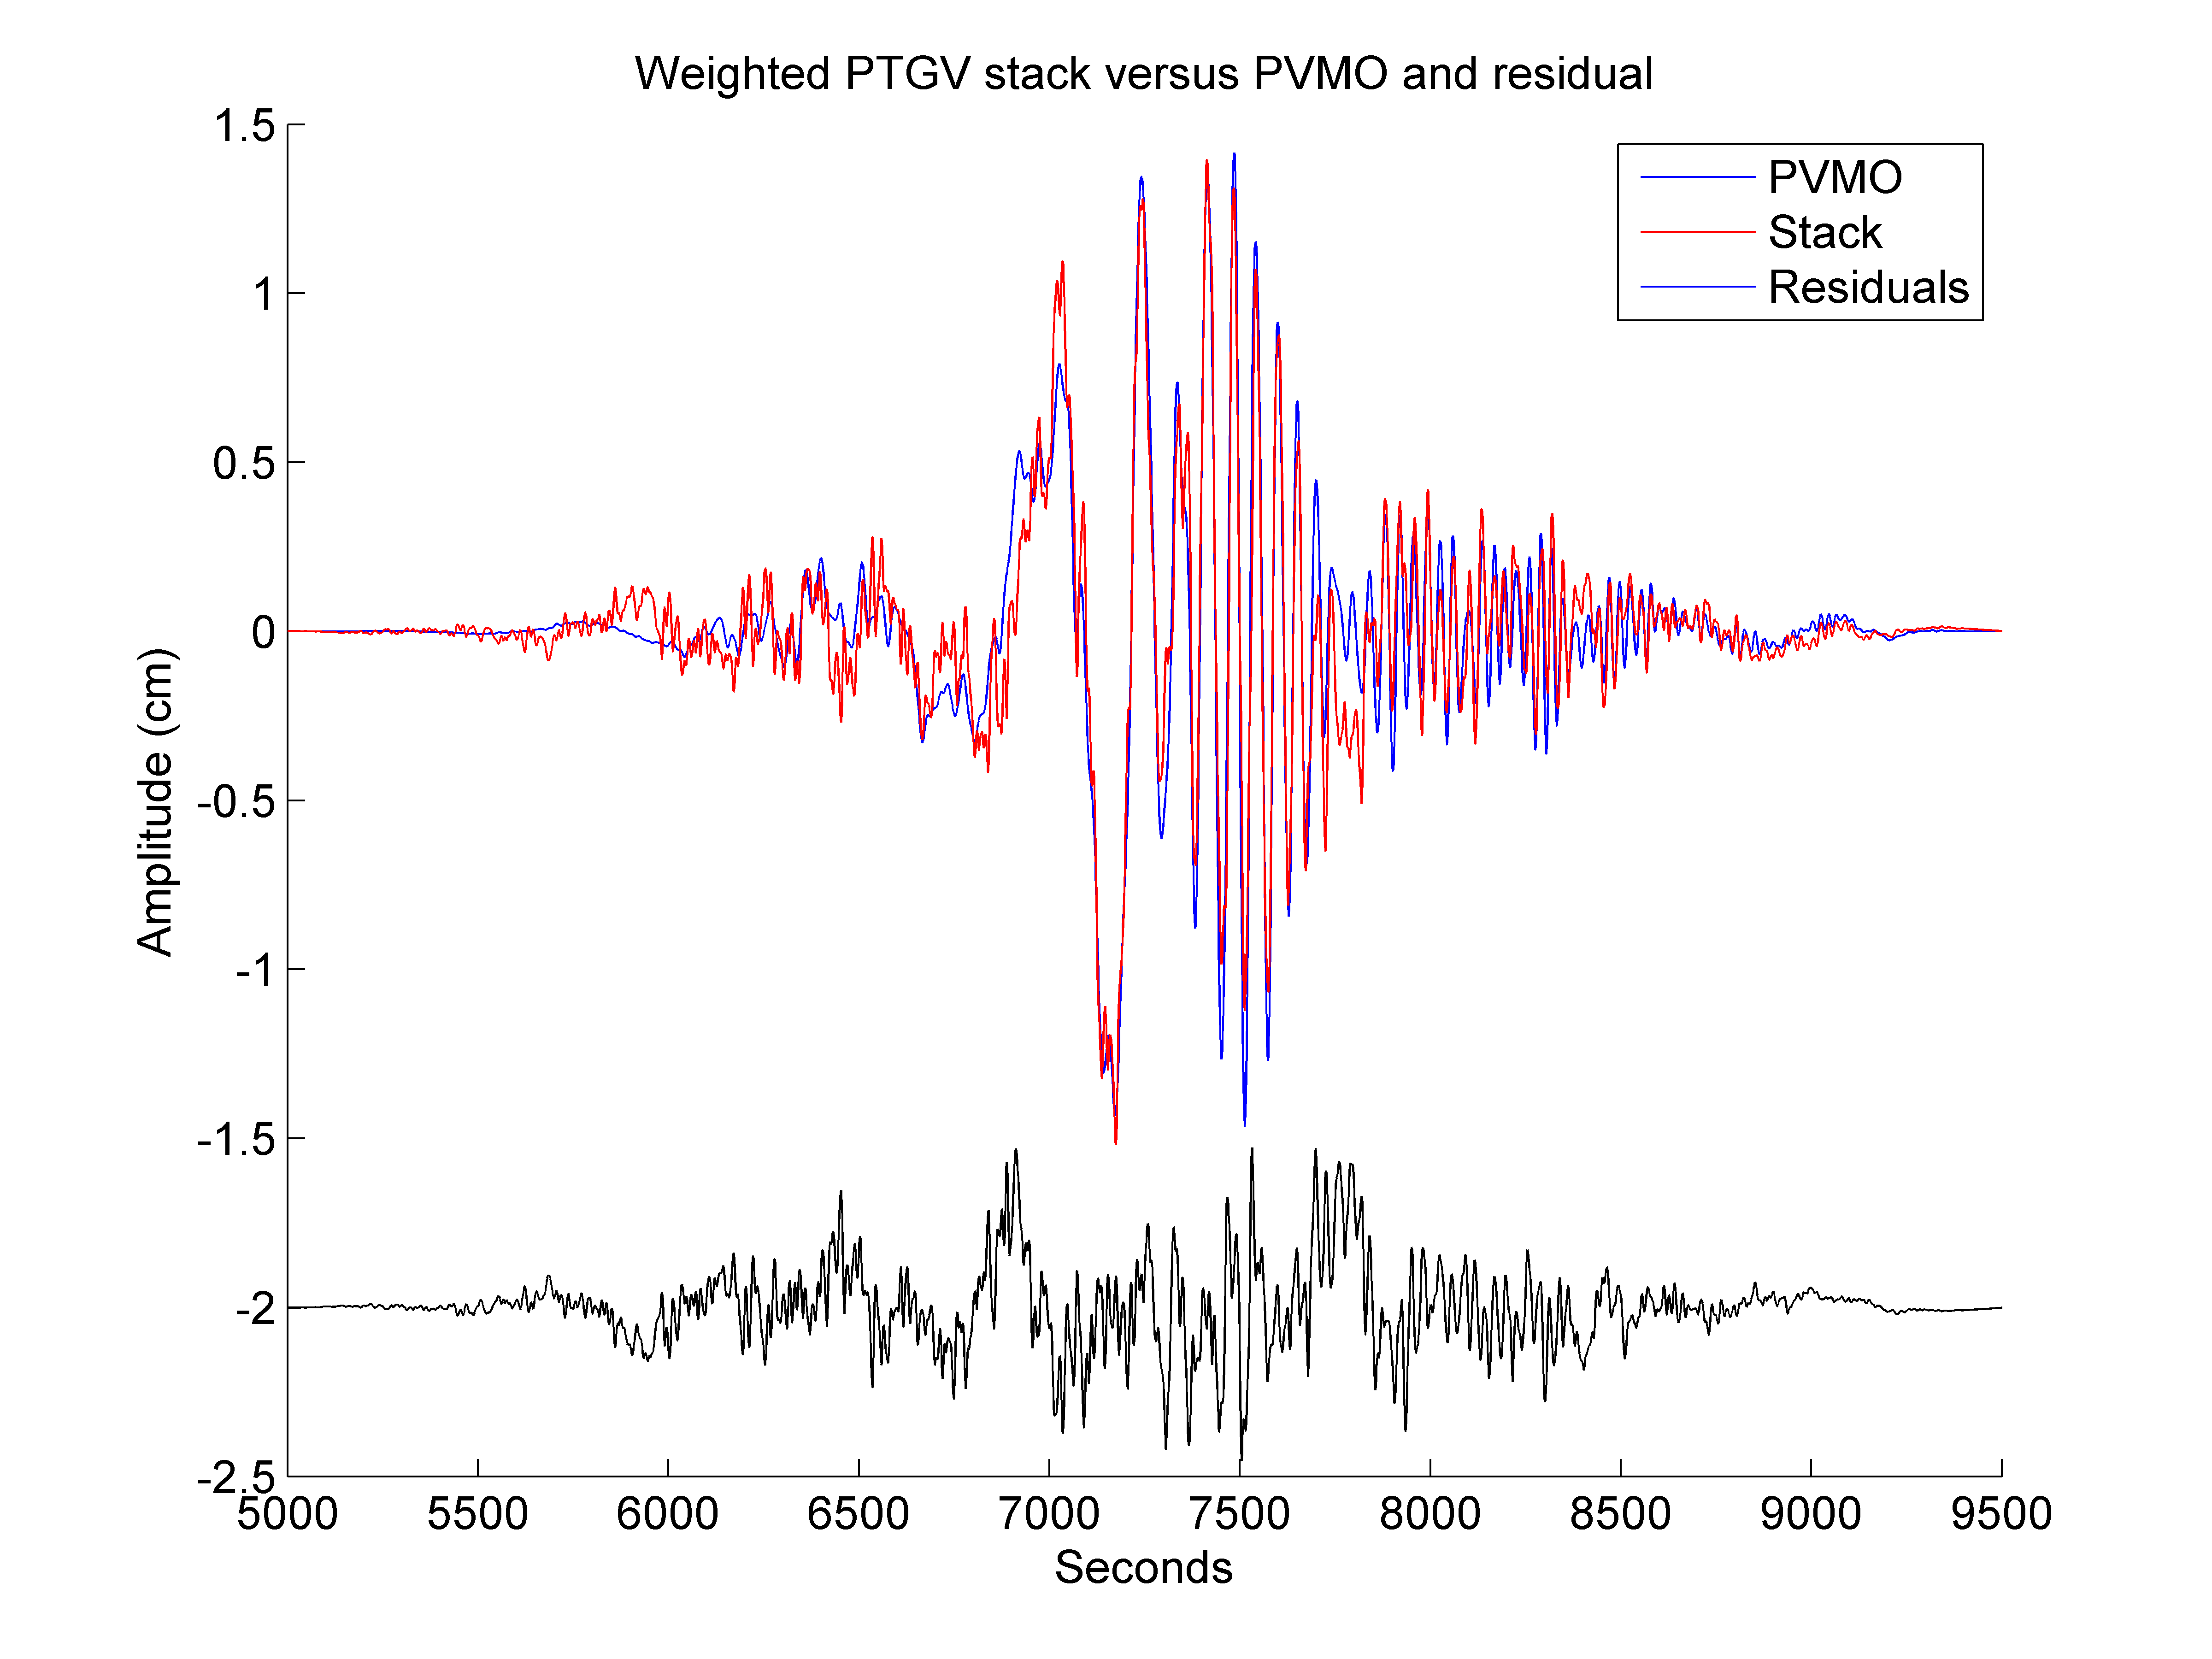 Weighted PTGV stack versus PVMO and residual
1.5
PVMO
Stack
Residuals
1
0.5
0
-0.5
-1
-1.5
-2
-2.5
Amplitude (cm)
5000 5500 6000 6500 7000 7500 8000 8500 9000 9500
Seconds